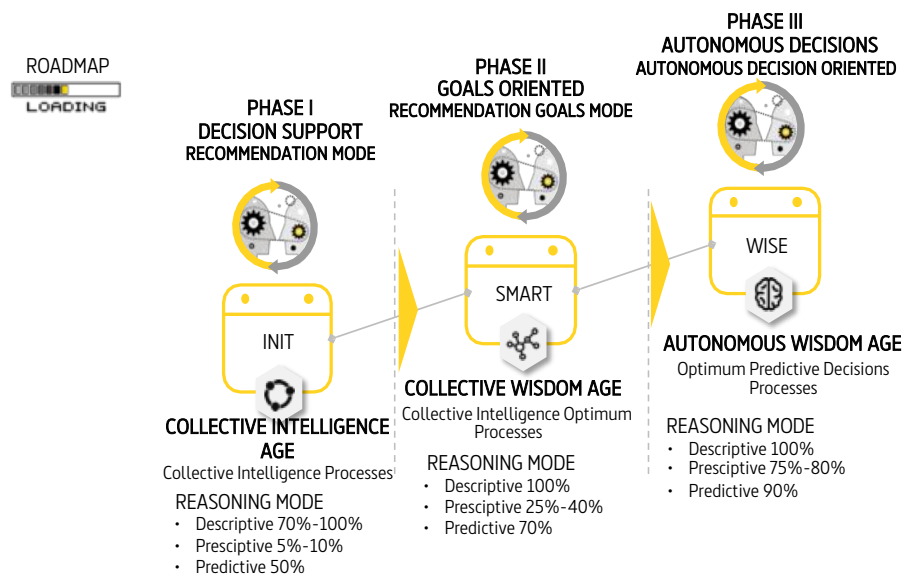 ROADMAP
LOADING
PHASE I
DECISION SUPPORT
RECOMMENDATION MODE
INIT
COLLECTIVE INTELLIGENCE
AGE
Collective Intelligence Processes
REASONING MODE
• Descriptive 70%-100%
• Presciptive 5%-10%
• Predictive 50%
PHASE II
GOALS ORIENTED
RECOMMENDATION GOALS MODE
SMART
COLLECTIVE WISDOM AGE
Collective Intelligence Optimum
Processes
REASONING MODE
• Descriptive 100%
• Presciptive 25%-40%
• Predictive 70%
PHASE III
AUTONOMOUS DECISIONS
AUTONOMOUS DECISION ORIENTED
WISE
AUTONOMOUS WISDOM AGE
Optimum Predictive Decisions
Processes
REASONING MODE
• Descriptive 100%
• Presciptive 75%-80%
• Predictive 90%